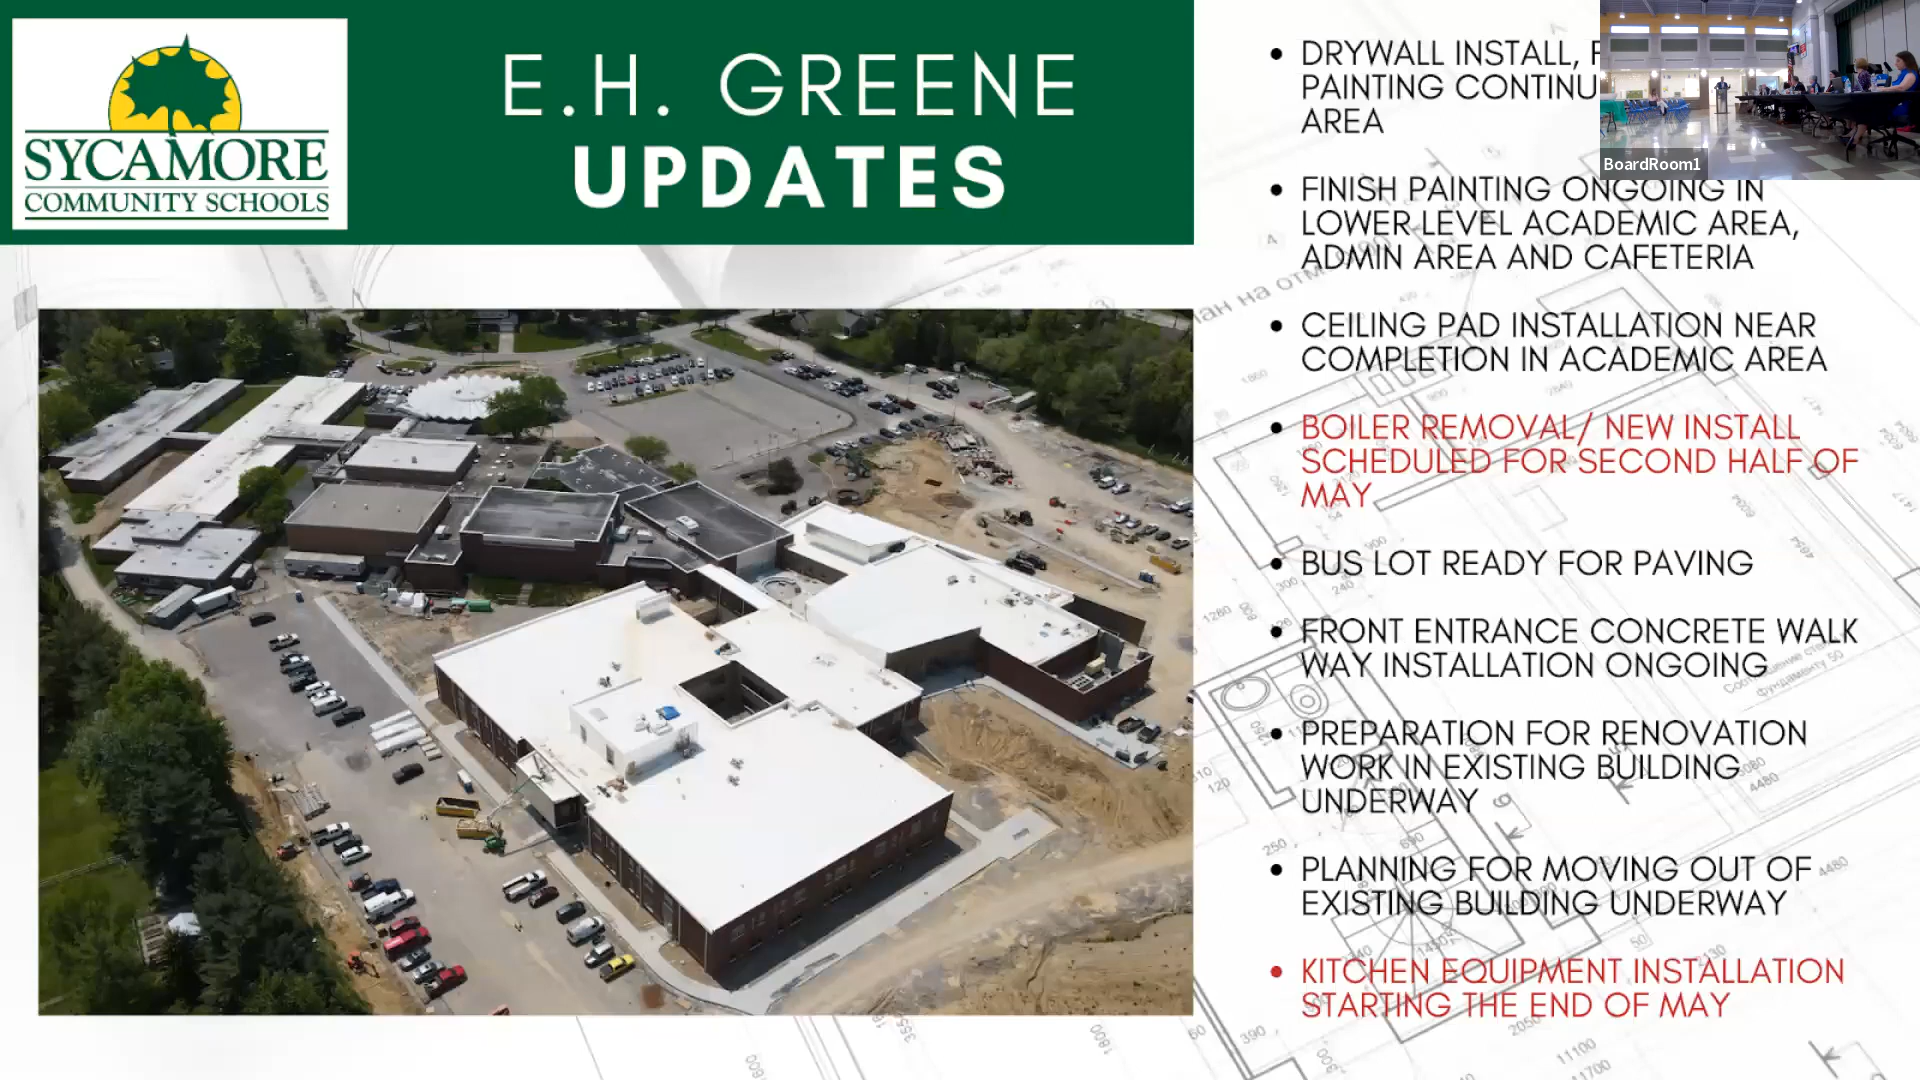 SYCAMORE
COMMUNITY SCHOOLS
E.H. GREENE
UPDATES
DRYWALL INSTALL,
PAINTING
AREA
BoardRoom1
FINISH PAINTING ONGOING IN
LOWER LEVEL ACADEMIC AREA,
ADMIN AREA AND CAFETERIA
CEILING PAD INSTALLATION NEAR
COMPLETION IN ACADEMIC AREA
BOILER REMOVAL/ NEW INSTALL
SCHEDULED FOR SECOND HALF OF
MAY
BUS LOT READY FOR PAVING
FRONT ENTRANCE CONCRETE WALK
WAY INSTALLATION ONGOING
PREPARATION FOR RENOVATION
WORK IN EXISTING BUILDING
UNDERWAY
PLANNING FOR MOVING OUT OF
EXISTING BUILDING UNDERWAY
KITCHEN EQUIPMENT INSTALLATION
STARTING THE END OF MAY